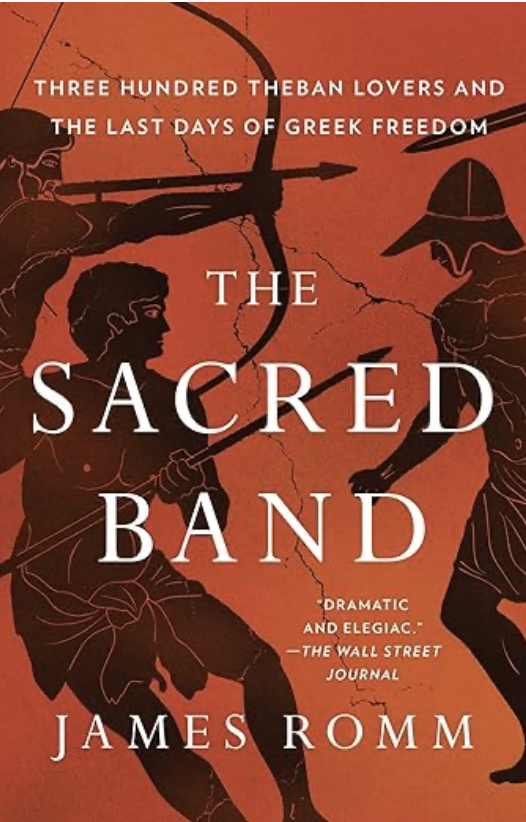 THREE HUNDRED THEBAN LOVERS AND
THE LAST DAYS OF GREEK FREEDOM
THE
SACRED
BAND
"DRAMATIC
AND ELEGIAC."
—THE WALL STREET
JOURNAL
JAMES ROMM